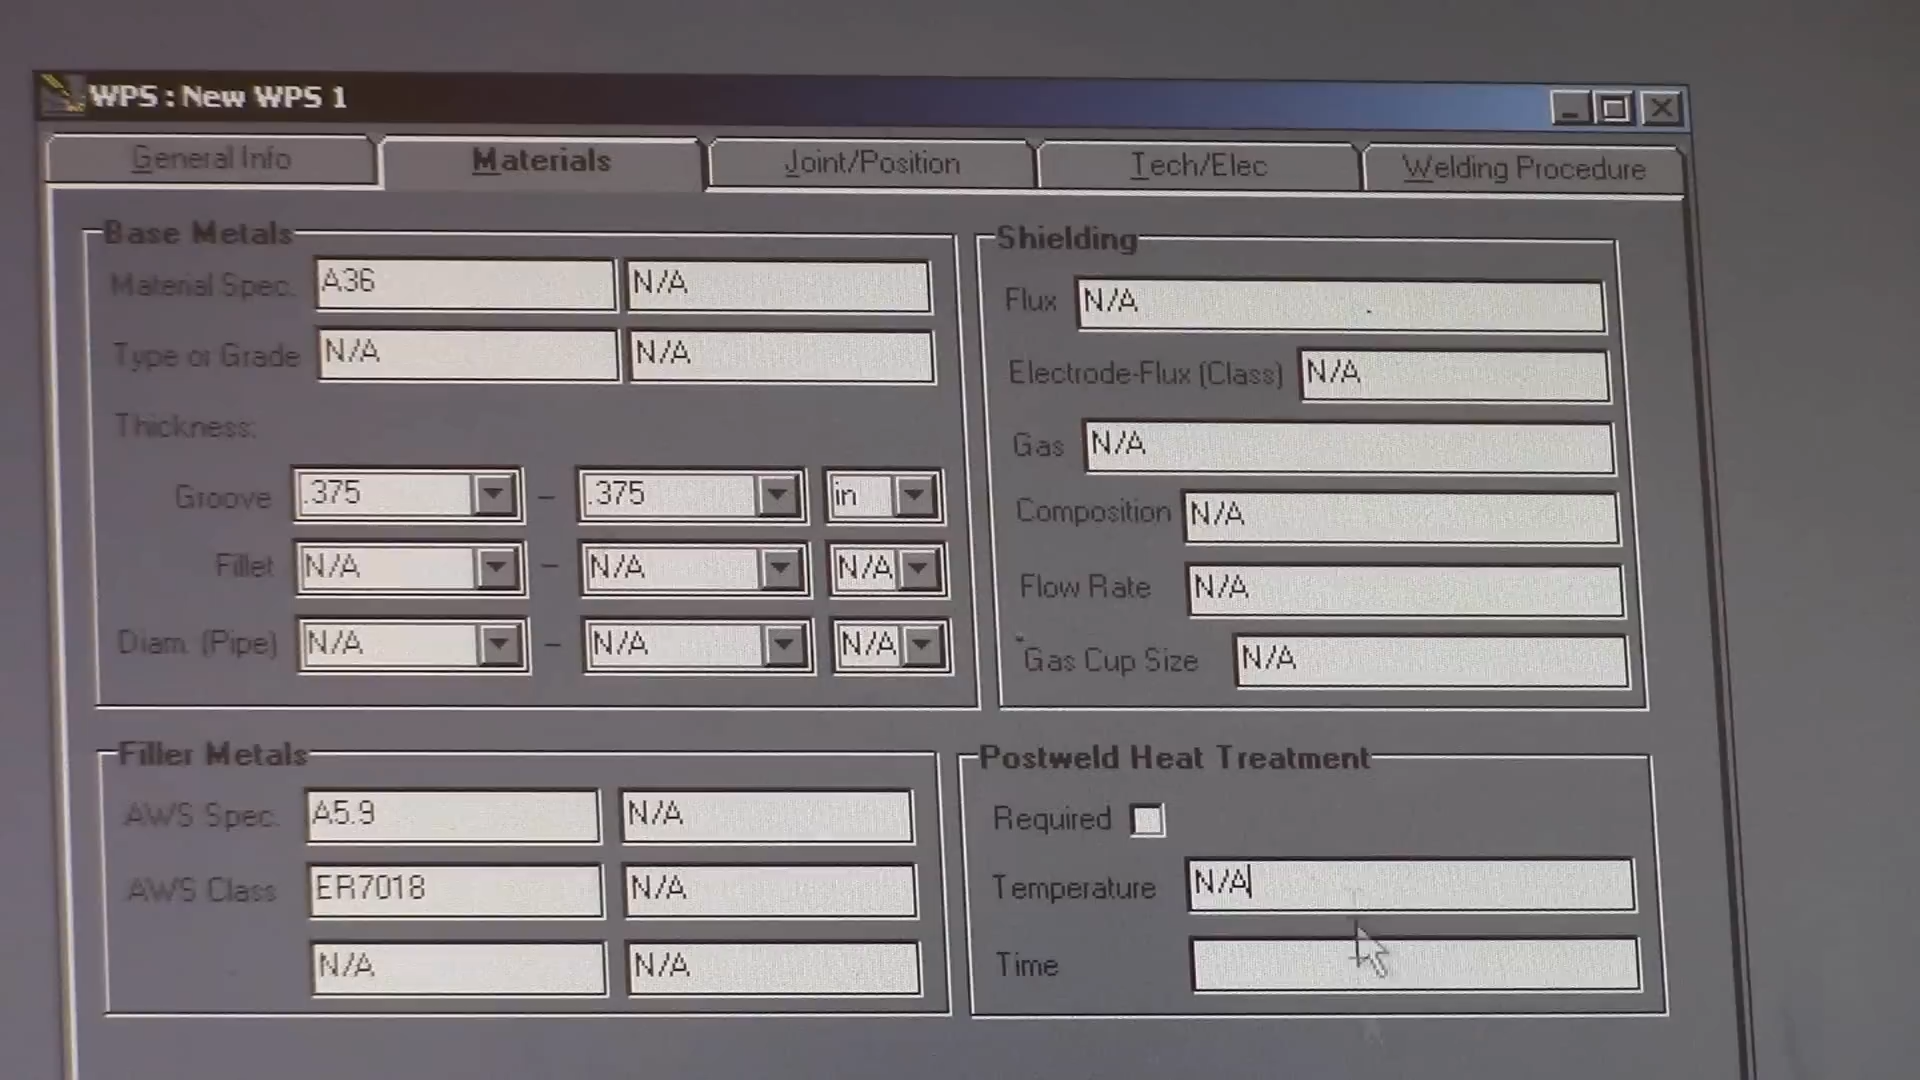 WPS : New WPS 1
General Info Materials Joint/Position Tech/Elec Welding Procedure
Base Metals
Material Spec. A36 N/A
Type or Grade N/A N/A
Thickness:
Groove .375 - .375 in
Fillet N/A - N/A N/A
Diam. (Pipe) N/A - N/A N/A
Shielding
Flux N/A
Electrode-Flux (Class) N/A
Gas N/A
Composition N/A
Flow Rate N/A
Gas Cup Size N/A
Filler Metals
AWS Spec. A5.9 N/A
AWS Class ER7018 N/A
N/A N/A
Postweld Heat Treatment
Required
Temperature N/A
Time